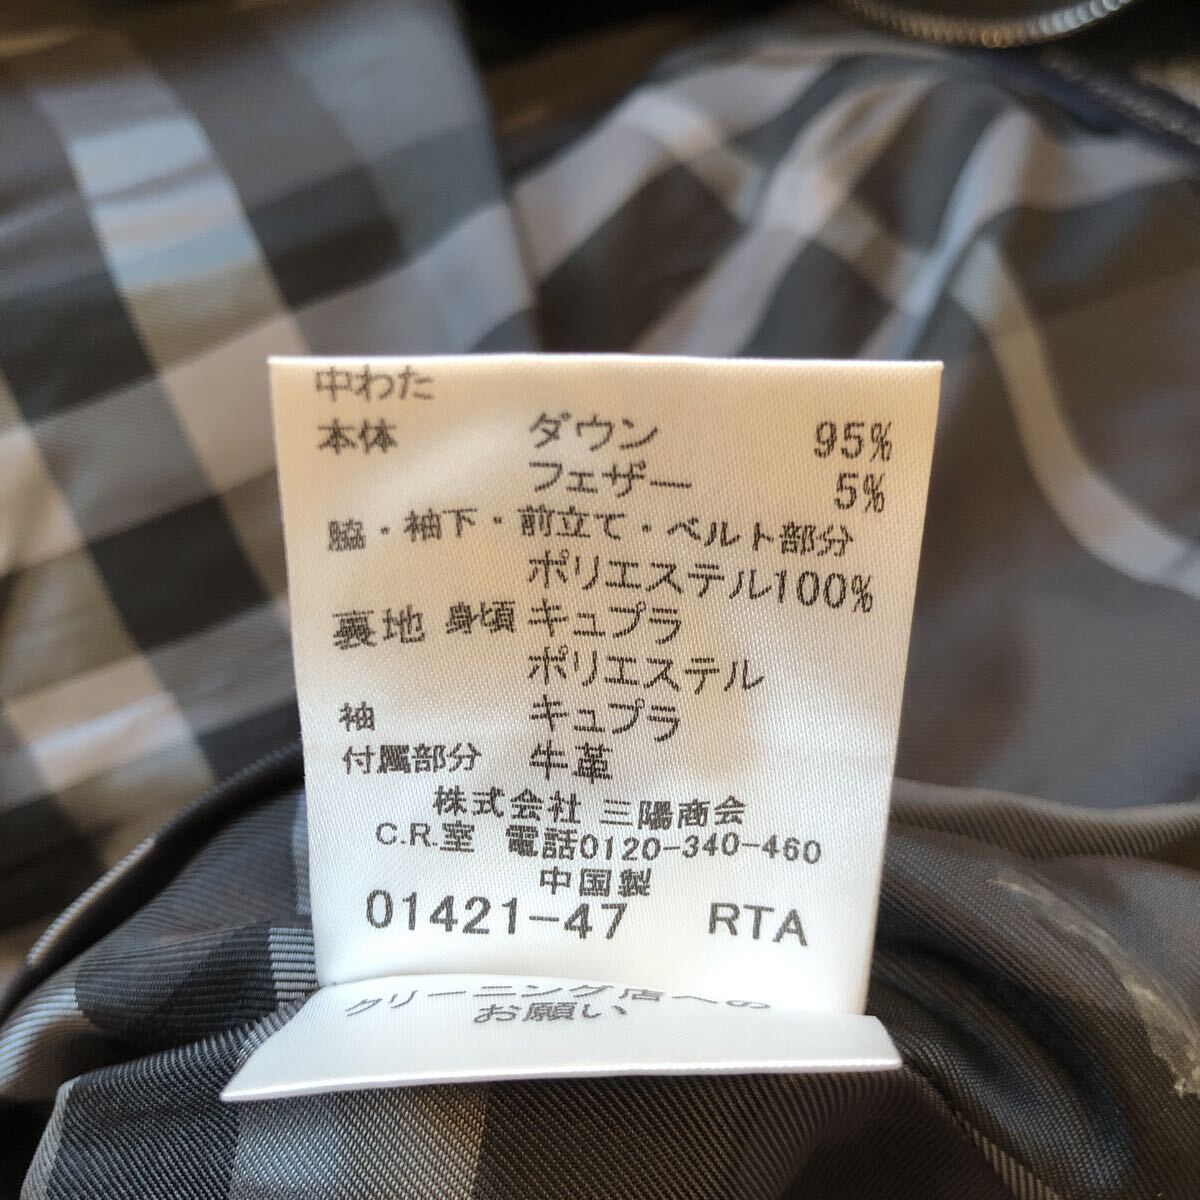 中わた
本体 ダウン 95%
フェザー 5%
脇・袖下・前立て・ベルト部分
ポリエステル100%
裏地 身頃 キュプラ
ポリエステル
袖 キュプラ
付属部分 牛革
株式会社 三陽商会
C.R.室 電話0120-340-460
中国製
01421-47 RTA
クリーニング店への
お願い